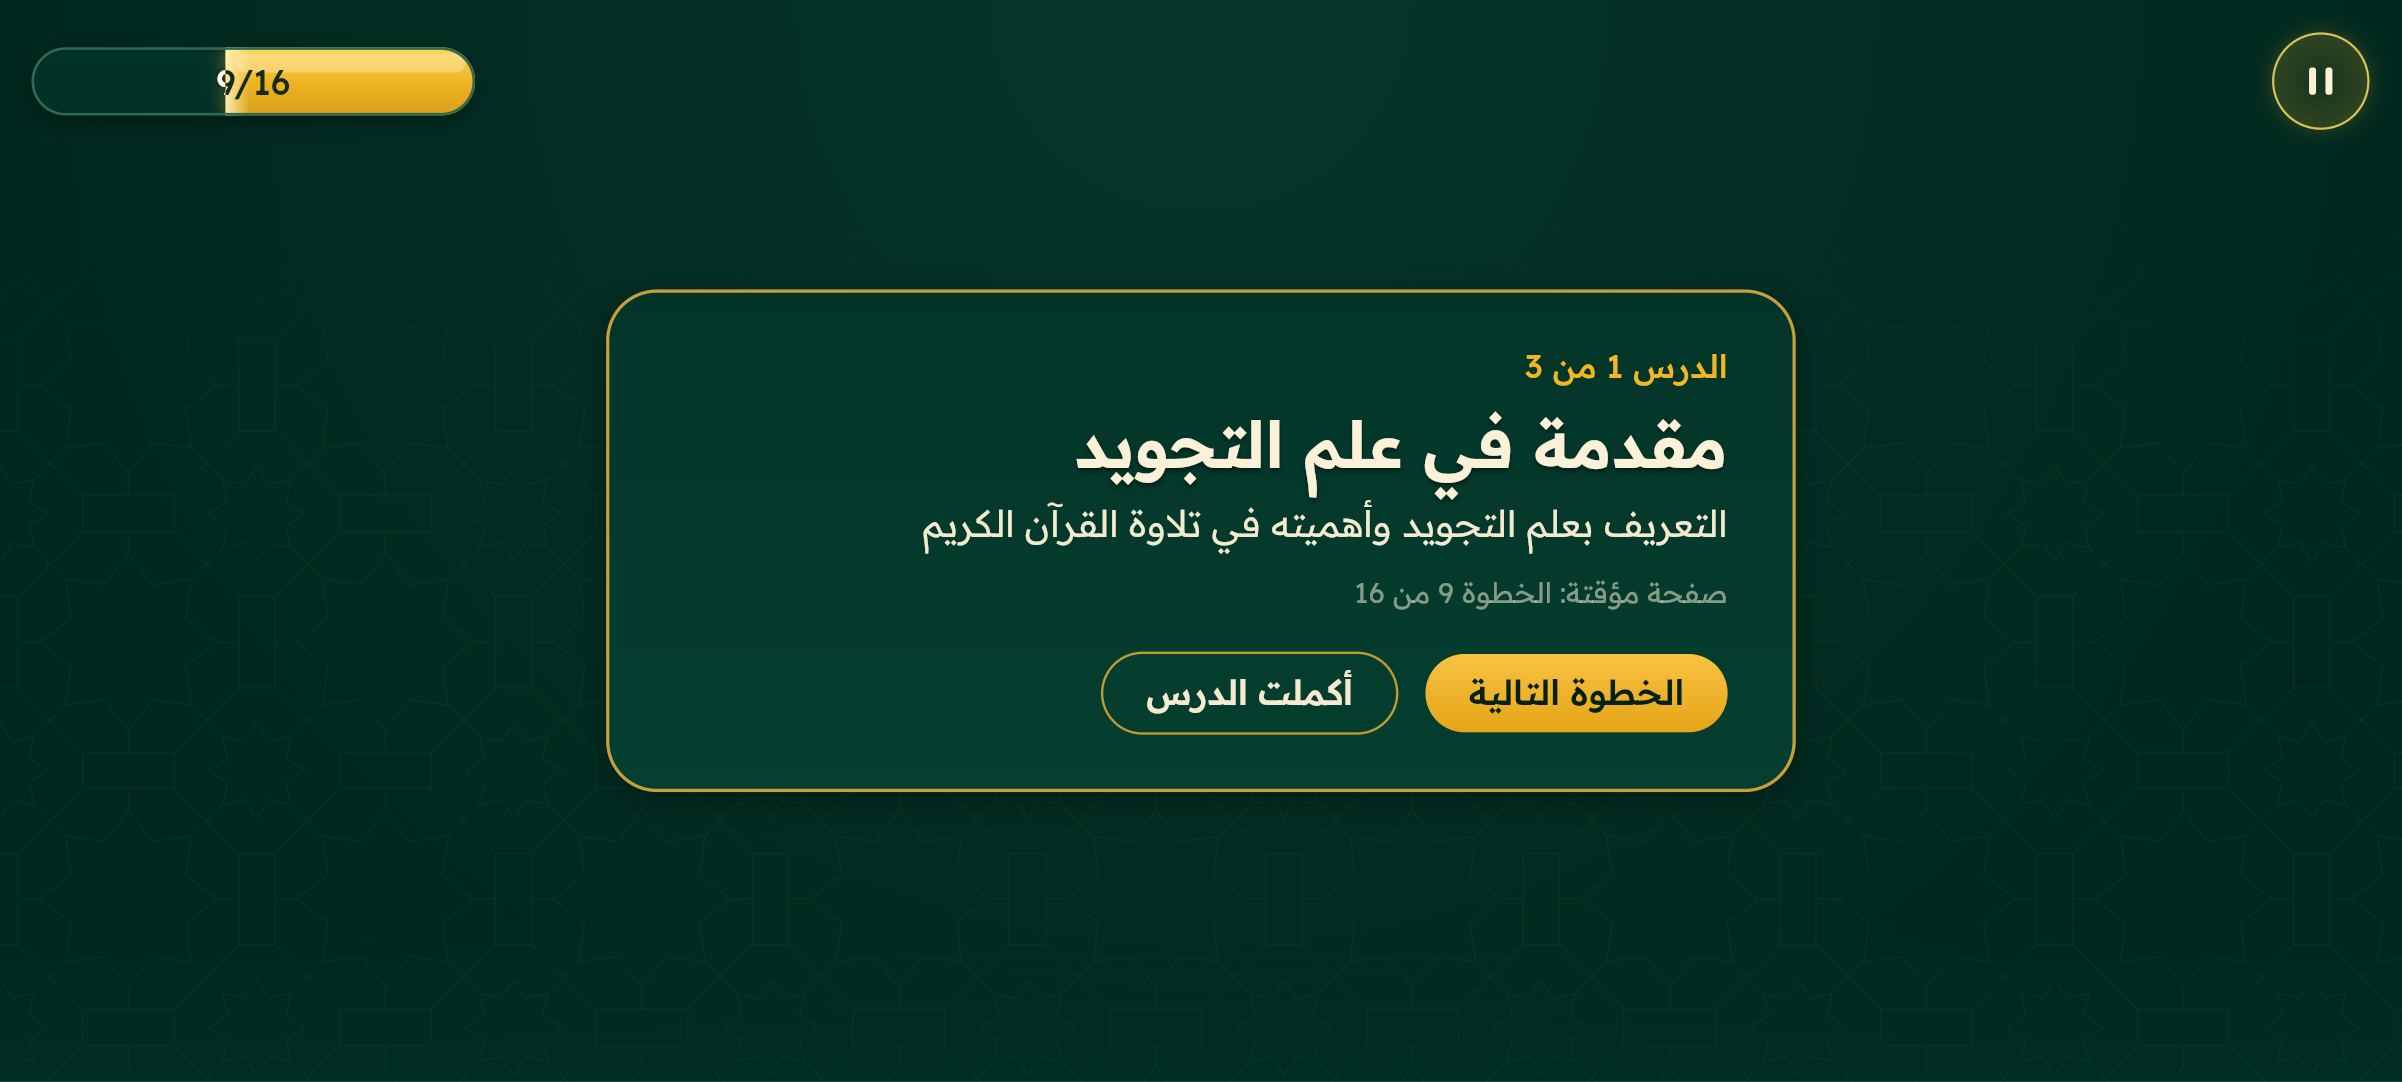 9/16
الدرس 1 من 3
مقدمة في علم التجويد
التعريف بعلم التجويد وأهميته في تلاوة القرآن الكريم
صفحة مؤقتة: الخطوة 9 من 16
الخطوة التالية
أكملت الدرس